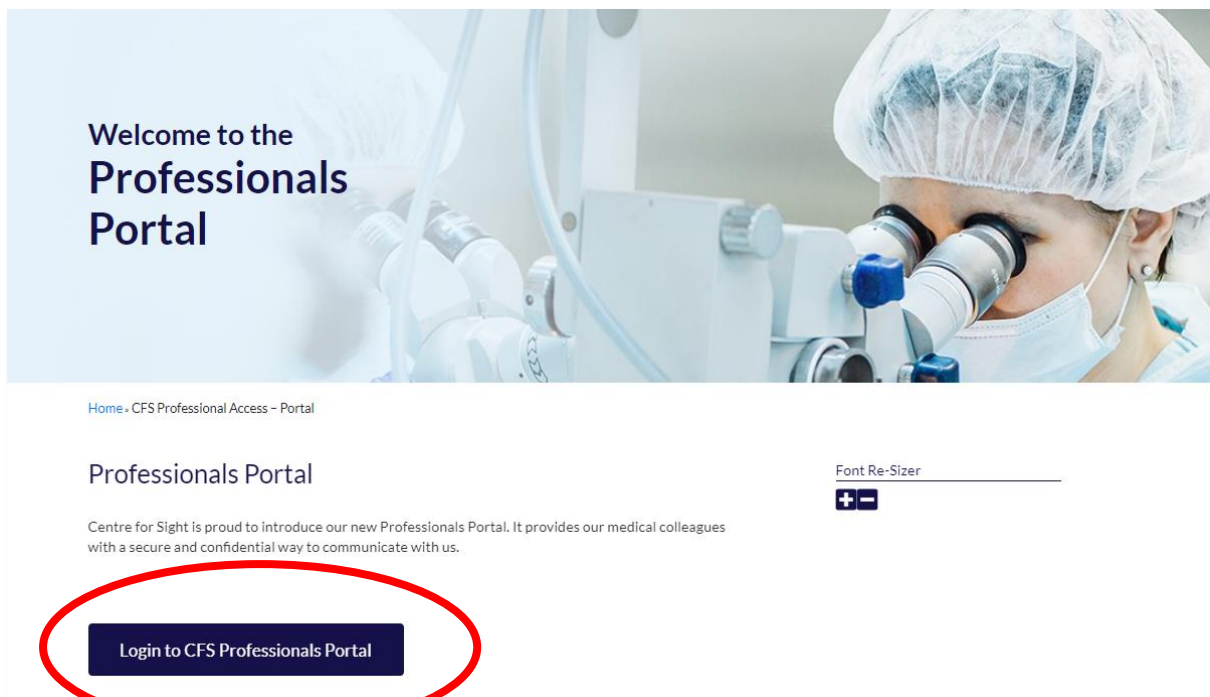 Welcome to the
Professionals
Portal
Home » CFS Professional Access – Portal
Professionals Portal
Font Re-Sizer
Centre for Sight is proud to introduce our new Professionals Portal. It provides our medical colleagues
with a secure and confidential way to communicate with us.
Login to CFS Professionals Portal